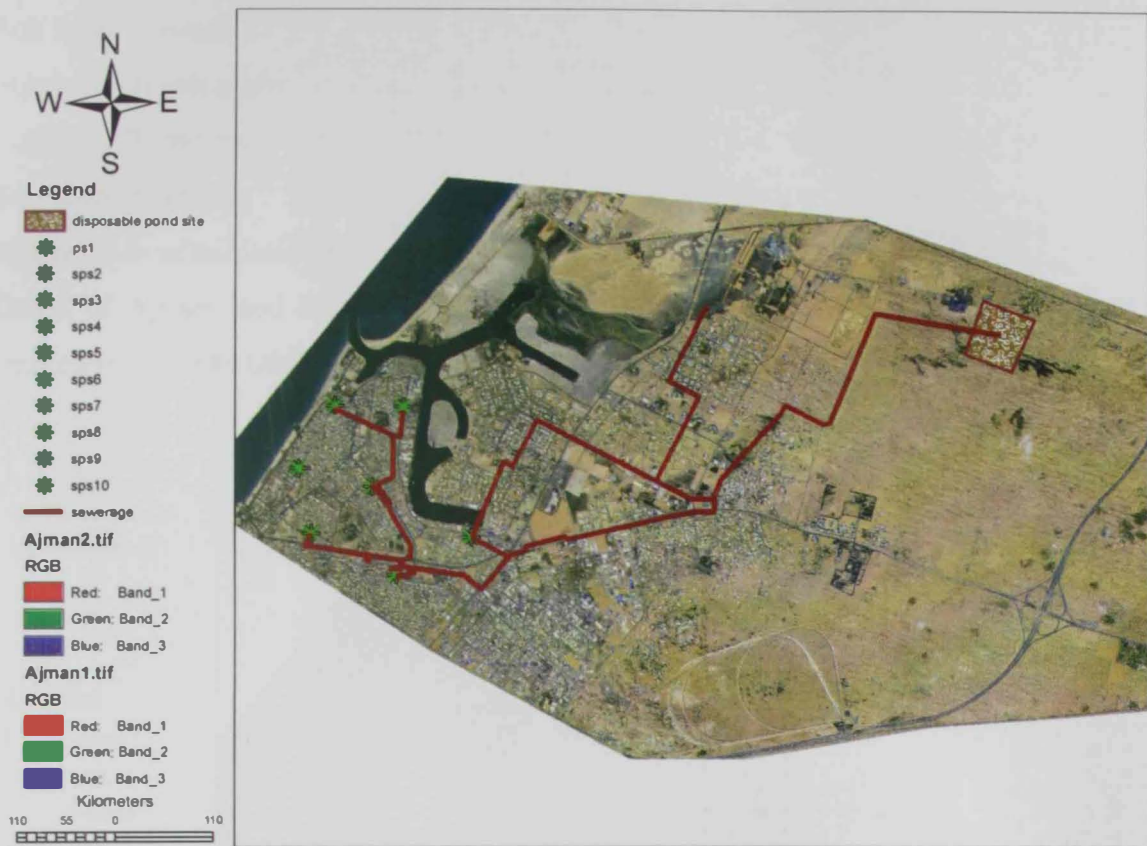 N
W E
S
Legend
disposable pond site
ps1
sps2
sps3
sps4
sps5
sps6
sps7
sps8
sps9
sps10
sewerage
Ajman2.tif
RGB
Red: Band_1
Green: Band_2
Blue: Band_3
Ajman1.tif
RGB
Red: Band_1
Green: Band_2
Blue: Band_3
Kilometers
110 55 0 110